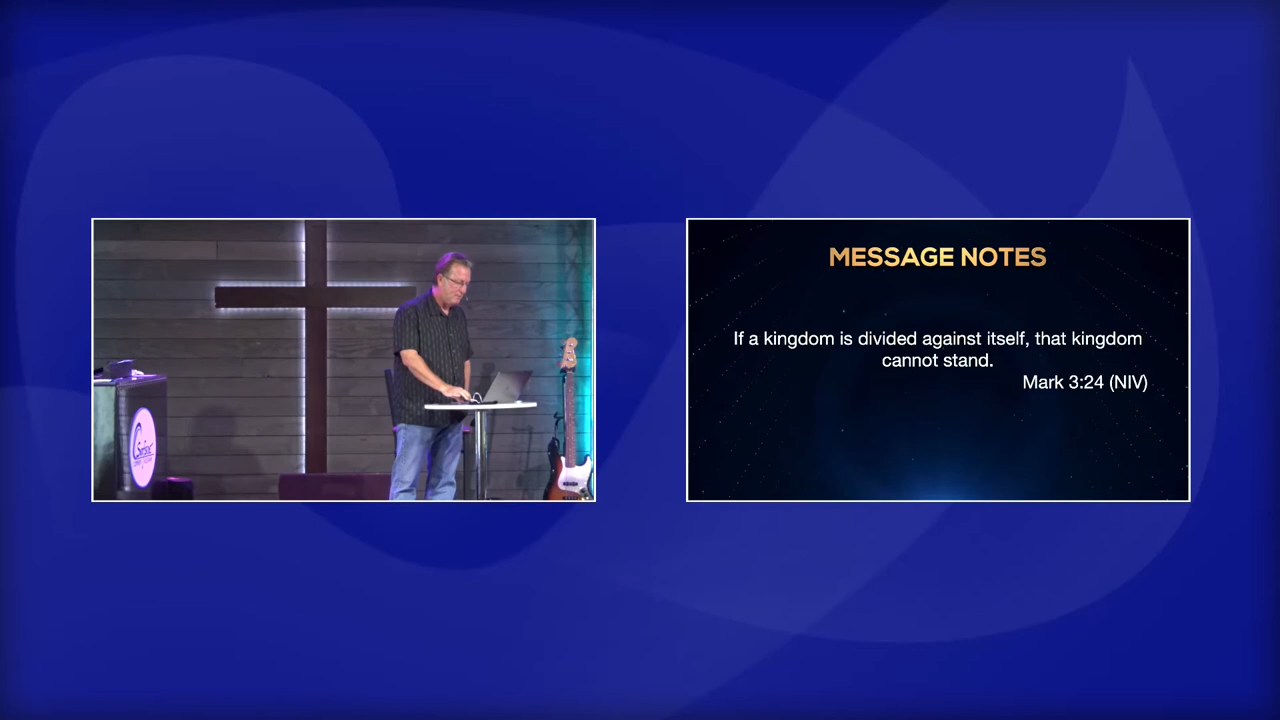 MESSAGE NOTES
If a kingdom is divided against itself, that kingdom
cannot stand.
Mark 3:24 (NIV)